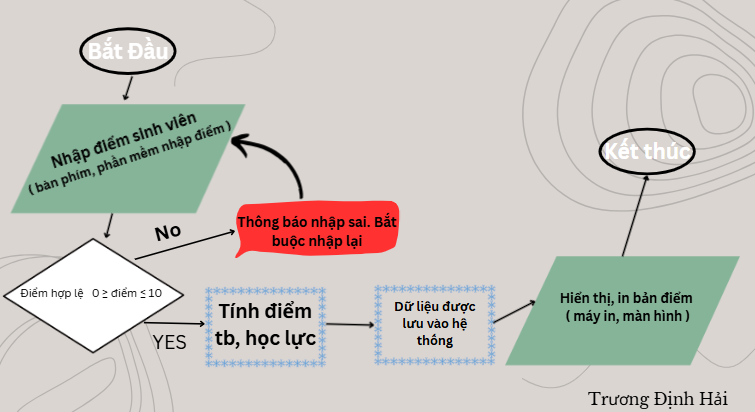 Bắt Đầu
Nhập điểm sinh viên
( bàn phím, phần mềm nhập điểm )
No
Thông báo nhập sai. Bắt
buộc nhập lại
Điểm hợp lệ 0 ≥ điểm ≤ 10
YES
Tính điểm
tb, học lực
Dữ liệu được
lưu vào hệ
thống
Hiển thị, in bản điểm
( máy in, màn hình )
Kết thúc
Trương Định Hải